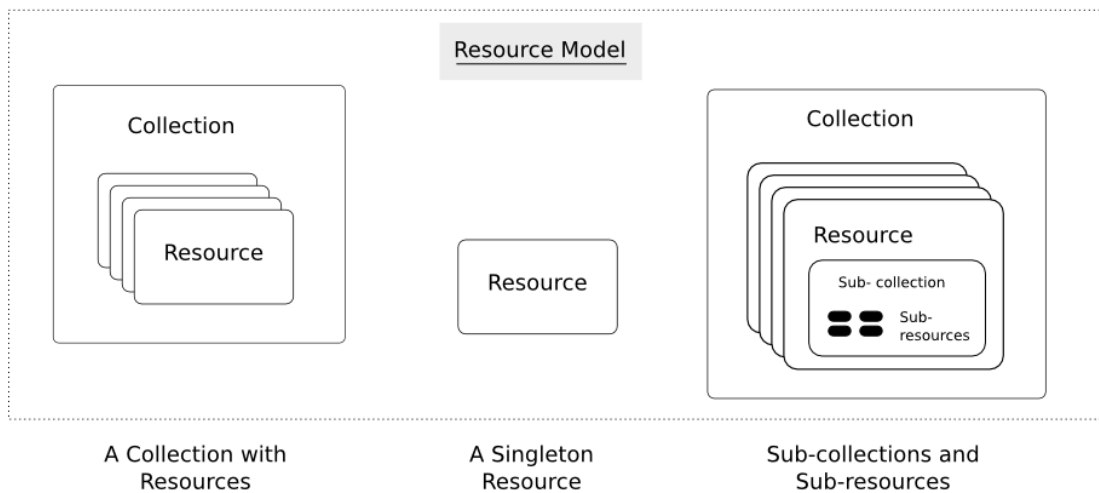 Resource Model
Collection
Resource
Resource
Collection
Resource
Sub- collection
Sub-
resources
A Collection with
Resources
A Singleton
Resource
Sub-collections and
Sub-resources